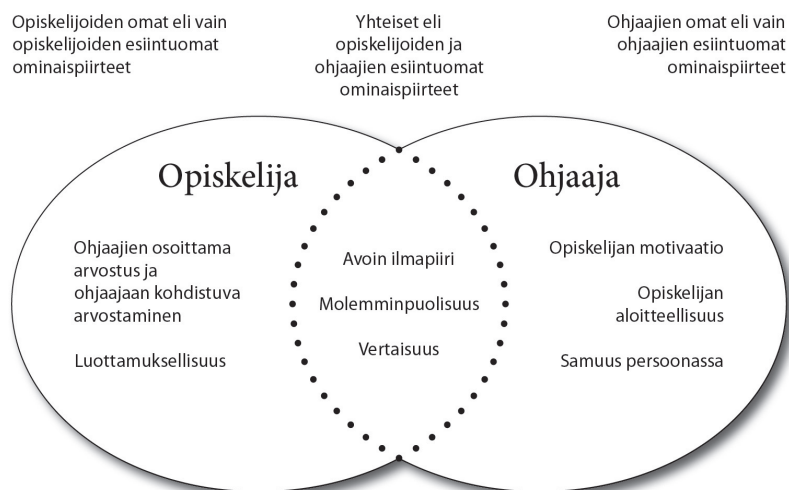 Opiskelijoiden omat eli vain
opiskelijoiden esiintuomat
ominaispiirteet
Yhteiset eli
opiskelijoiden ja
ohjaajien esiintuomat
ominaispiirteet
Ohjaajien omat eli vain
ohjaajien esiintuomat
ominaispiirteet
Opiskelija
Ohjaajien osoittama
arvostus ja
ohjaajaan kohdistuva
arvostaminen
Luottamuksellisuus
Avoin ilmapiiri
Molemminpuolisuus
Vertaisuus
Ohjaaja
Opiskelijan motivaatio
Opiskelijan
aloitteellisuus
Samuus persoonassa